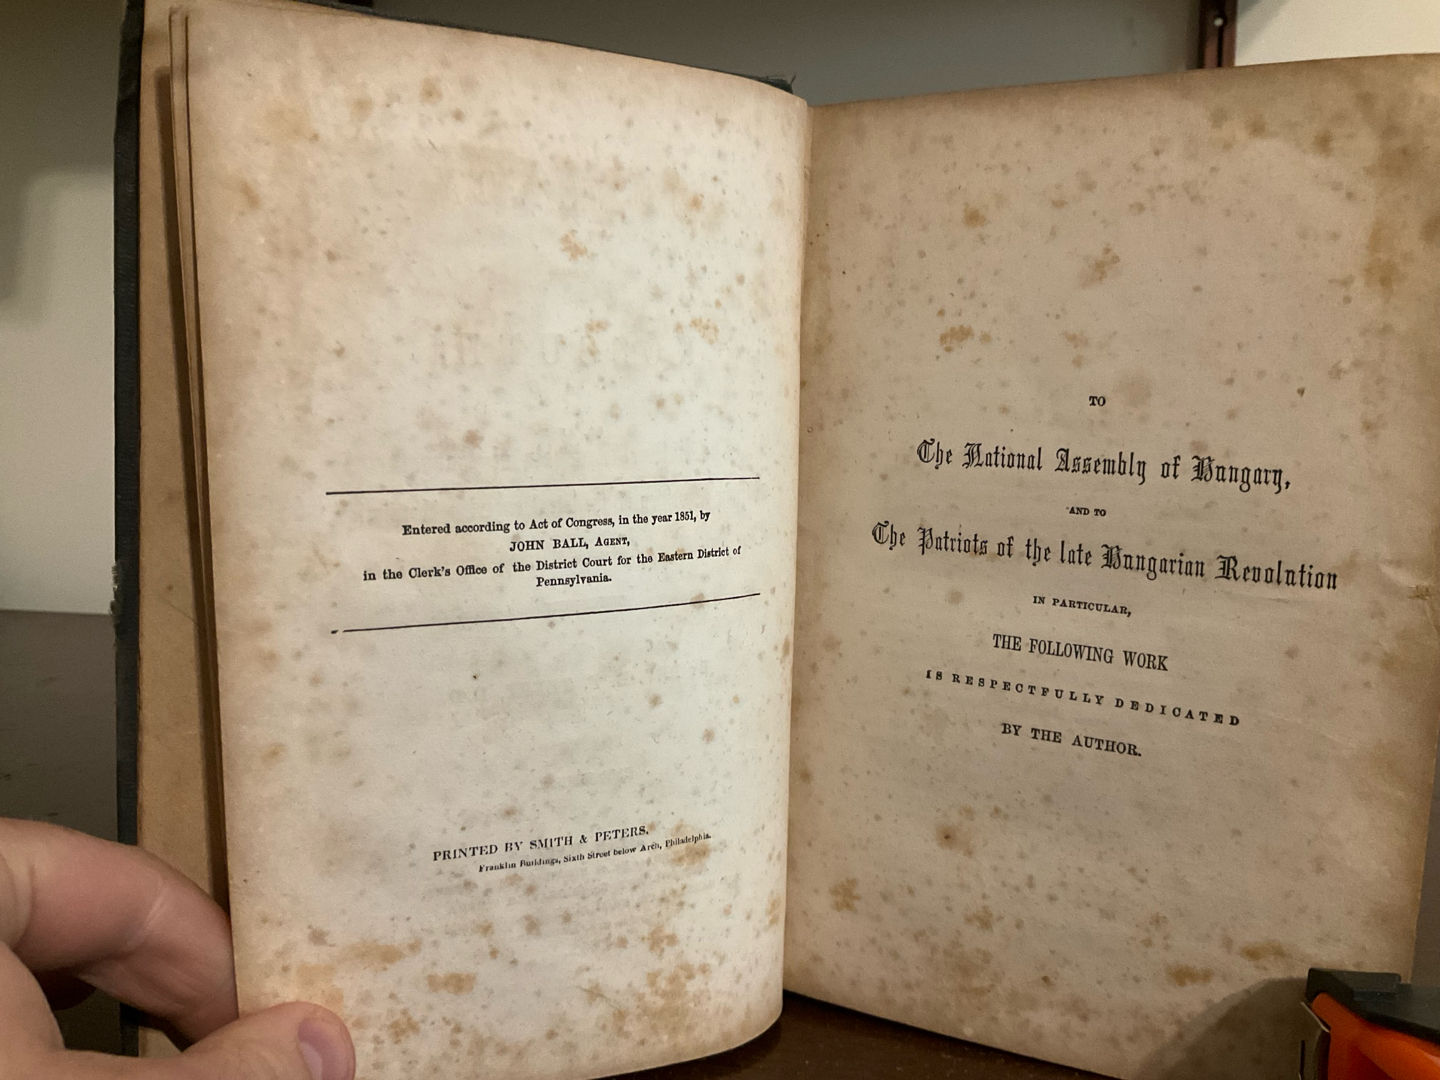 Entered according to Act of Congress, in the year 1851, by
JOHN BALL, AGENT,
in the Clerk's Office of the District Court for the Eastern District of
Pennsylvania.
PRINTED BY SMITH & PETERS,
Franklin Buildings, Sixth Street below Arch, Philadelphia.
TO
The National Assembly of Hungary,
AND TO
The Patriots of the late Hungarian Revolution
IN PARTICULAR,
THE FOLLOWING WORK
IS RESPECTFULLY DEDICATED
BY THE AUTHOR.